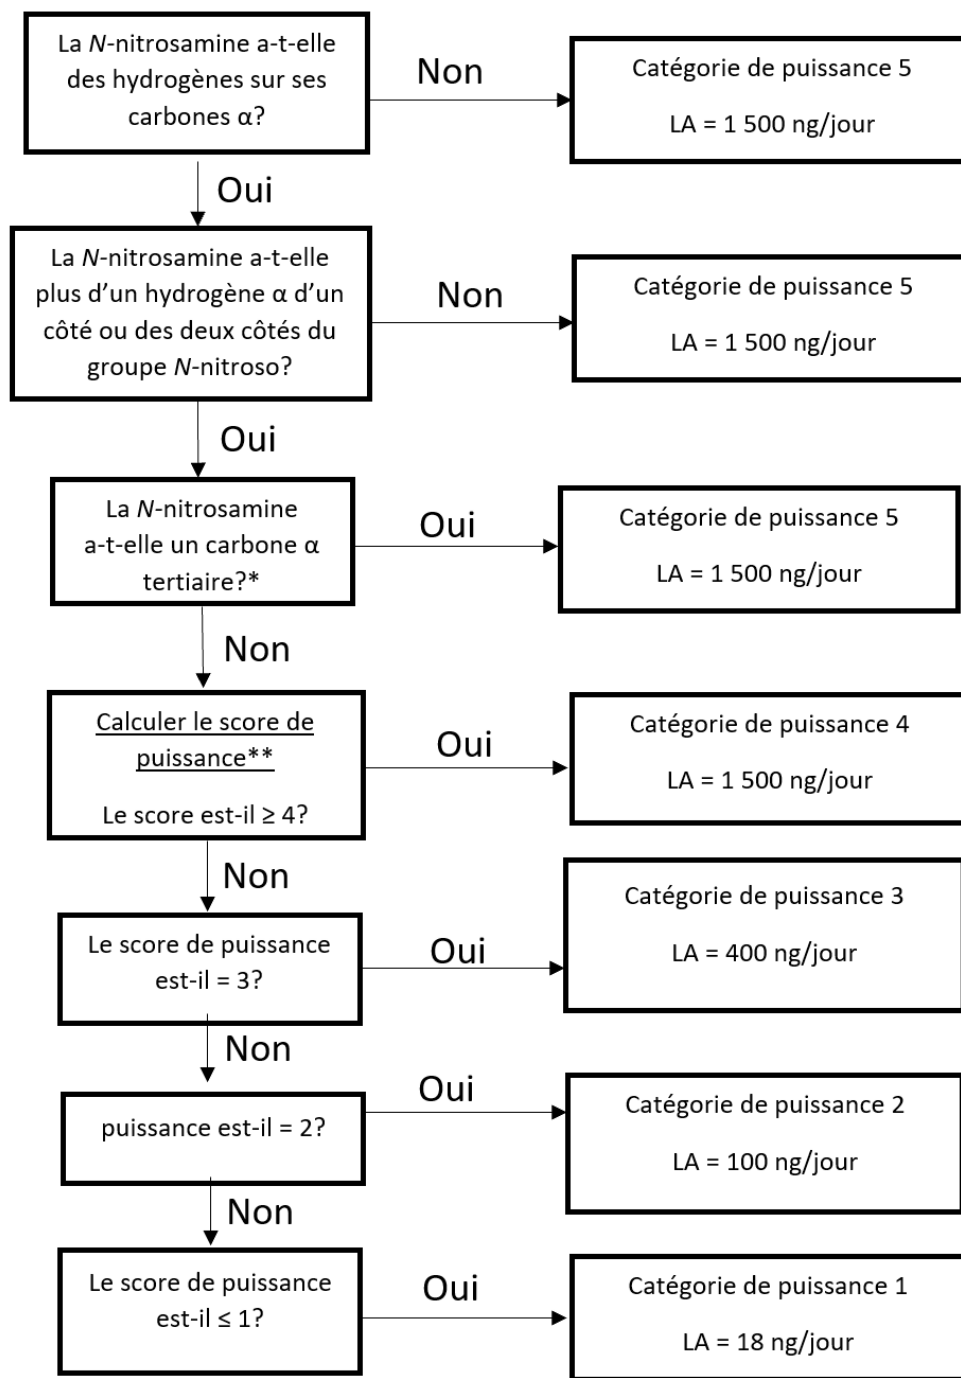 La N-nitrosamine a-t-elle
des hydrogènes sur ses
carbones α?
Non
Catégorie de puissance 5
LA = 1 500 ng/jour
Oui
La N-nitrosamine a-t-elle
plus d’un hydrogène α d’un
côté ou des deux côtés du
groupe N-nitroso?
Non
Catégorie de puissance 5
LA = 1 500 ng/jour
Oui
La N-nitrosamine
a-t-elle un carbone α
tertiaire?*
Oui
Catégorie de puissance 5
LA = 1 500 ng/jour
Non
Calculer le score de
puissance**
Le score est-il ≥ 4?
Oui
Catégorie de puissance 4
LA = 1 500 ng/jour
Non
Le score de puissance
est-il = 3?
Oui
Catégorie de puissance 3
LA = 400 ng/jour
Non
puissance est-il = 2?
Oui
Catégorie de puissance 2
LA = 100 ng/jour
Non
Le score de puissance
est-il ≤ 1?
Oui
Catégorie de puissance 1
LA = 18 ng/jour